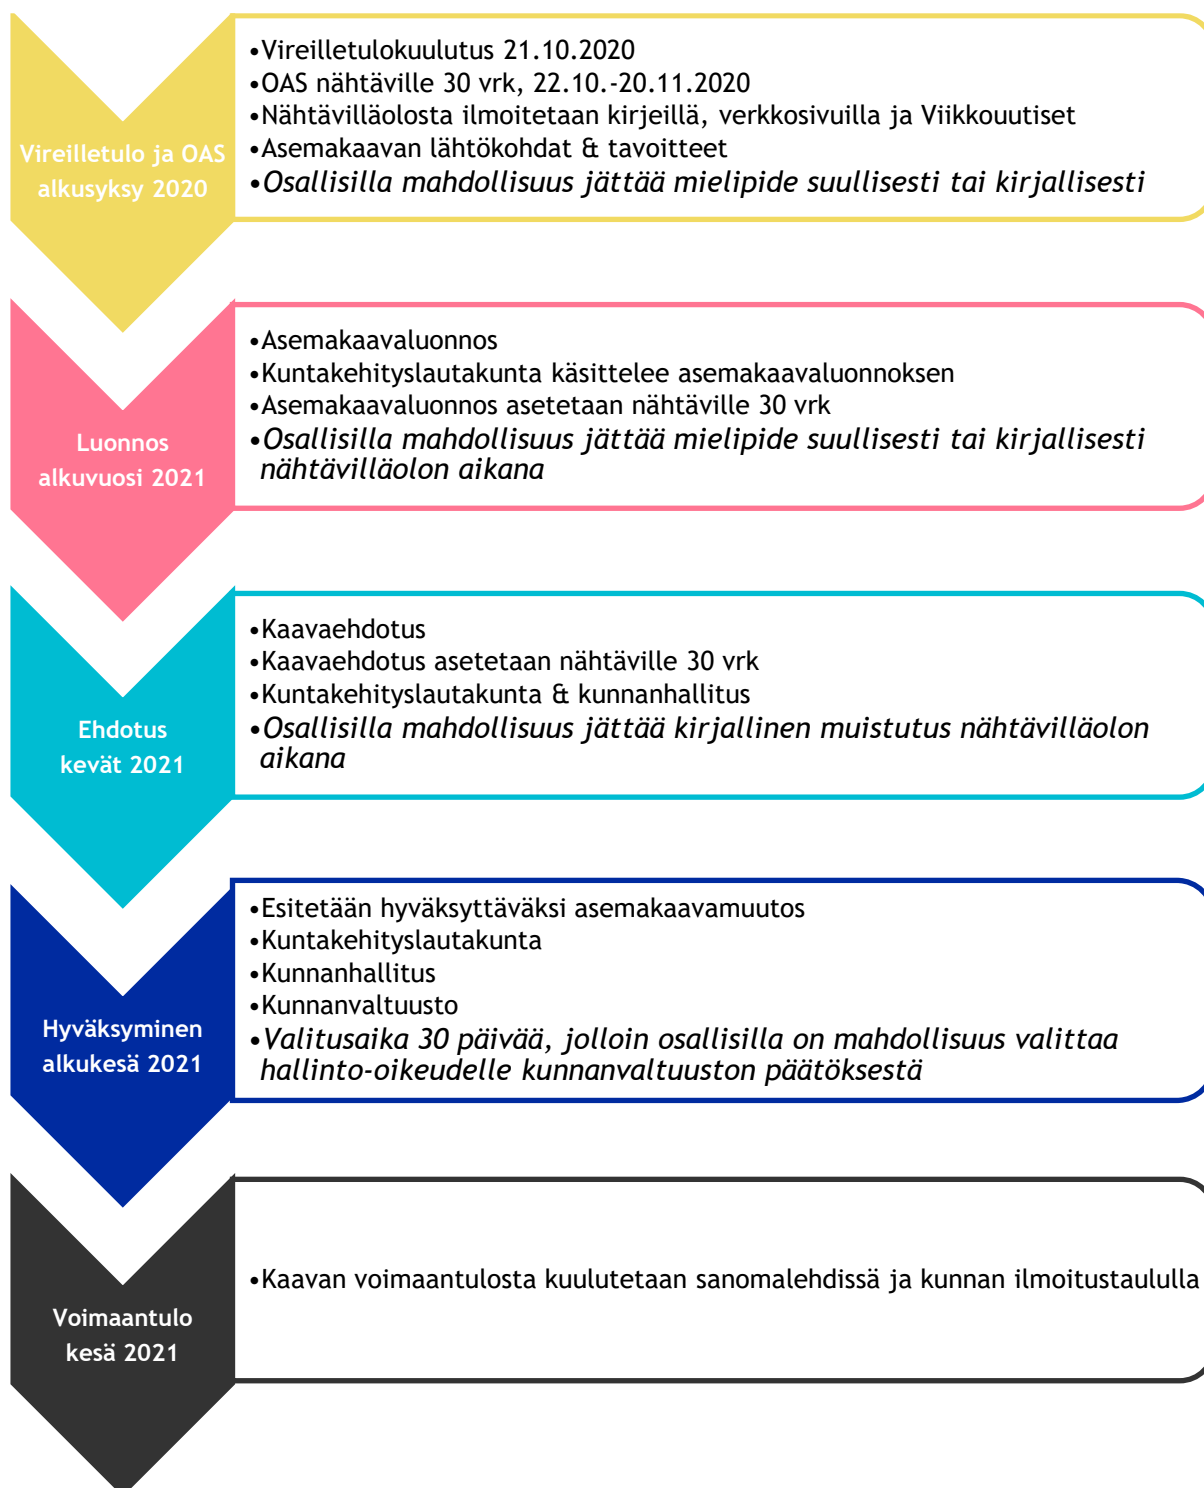 Vireilletulo ja OAS
alkusyksy 2020
•Vireilletulokuulutus 21.10.2020
•OAS nähtäville 30 vrk, 22.10.-20.11.2020
•Nähtävilläolosta ilmoitetaan kirjeillä, verkkosivuilla ja Viikkouutiset
•Asemakaavan lähtökohdat & tavoitteet
•Osallisilla mahdollisuus jättää mielipide suullisesti tai kirjallisesti
Luonnos
alkuvuosi 2021
•Asemakaavaluonnos
•Kuntakehityslautakunta käsittelee asemakaavaluonnoksen
•Asemakaavaluonnos asetetaan nähtäville 30 vrk
•Osallisilla mahdollisuus jättää mielipide suullisesti tai kirjallisesti
nähtävilläolon aikana
Ehdotus
kevät 2021
•Kaavaehdotus
•Kaavaehdotus asetetaan nähtäville 30 vrk
•Kuntakehityslautakunta & kunnanhallitus
•Osallisilla mahdollisuus jättää kirjallinen muistutus nähtävilläolon
aikana
Hyväksyminen
alkukesä 2021
•Esitetään hyväksyttäväksi asemakaavamuutos
•Kuntakehityslautakunta
•Kunnanhallitus
•Kunnanvaltuusto
•Valitusaika 30 päivää, jolloin osallisilla on mahdollisuus valittaa
hallinto-oikeudelle kunnanvaltuuston päätöksestä
Voimaantulo
kesä 2021
•Kaavan voimaantulosta kuulutetaan sanomalehdissä ja kunnan ilmoitustaululla